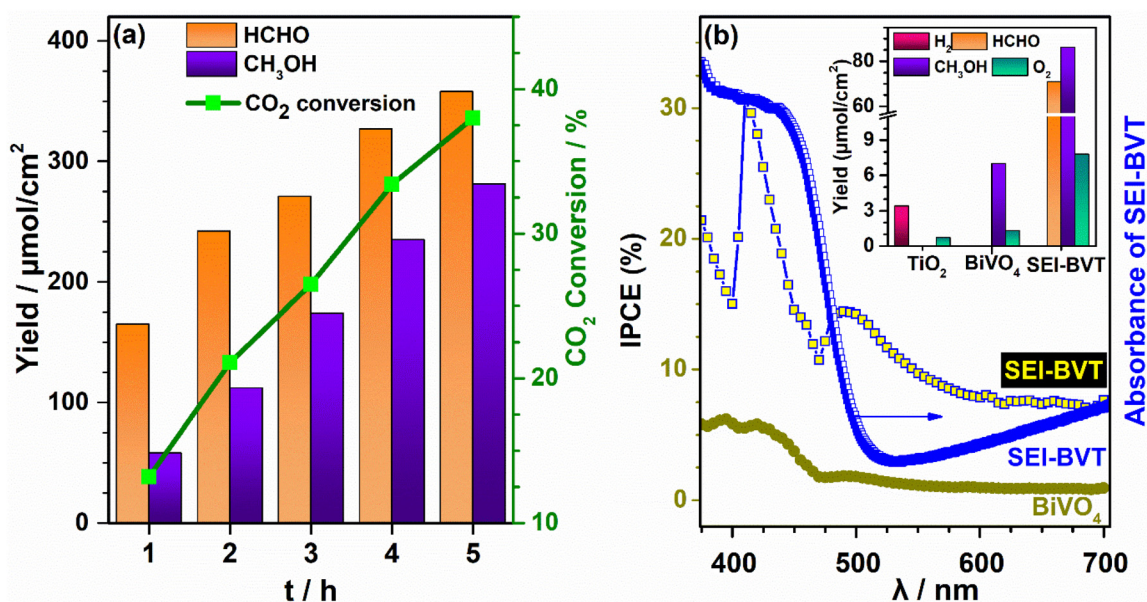 (a)
HCHO
CH₃OH
CO₂ conversion
Yield / μmol/cm²
400
300
200
100
0
1 2 3 4 5
t / h
40
30
20
10
CO₂ Conversion / %
(b)
IPCE (%)
30
20
10
0
400 500 600 700
λ / nm
Absorbance of SEI-BVT
SEI-BVT
SEI-BVT
BiVO₄
H₂ HCHO
CH₃OH O₂
Yield (μmol/cm²)
80
60
9
6
3
0
TiO₂ BiVO₄ SEI-BVT